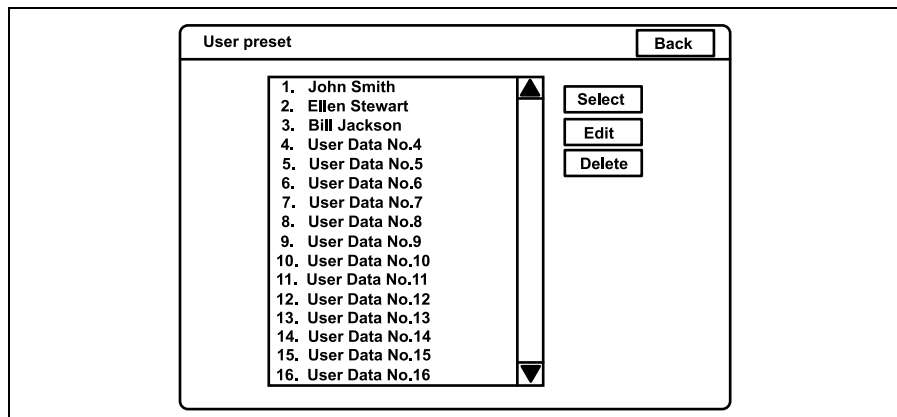 User preset
Back
1. John Smith
2. Ellen Stewart
3. Bill Jackson
4. User Data No.4
5. User Data No.5
6. User Data No.6
7. User Data No.7
8. User Data No.8
9. User Data No.9
10. User Data No.10
11. User Data No.11
12. User Data No.12
13. User Data No.13
14. User Data No.14
15. User Data No.15
16. User Data No.16
Select
Edit
Delete